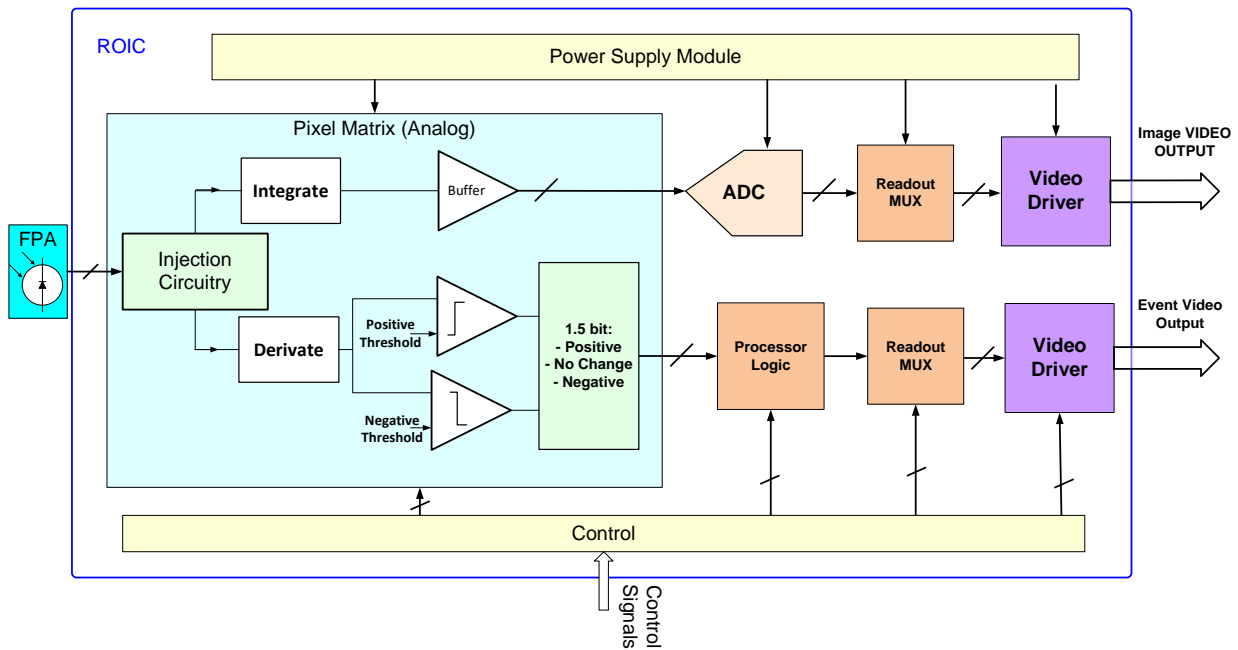 ROIC
Power Supply Module
Pixel Matrix (Analog)
Image VIDEO
OUTPUT
Integrate
Buffer
ADC
Readout
MUX
Video
Driver
FPA
Injection
Circuitry
Event Video
Output
Positive
Threshold
Derivate
1.5 bit:
- Positive
- No Change
- Negative
Processor
Logic
Readout
MUX
Video
Driver
Negative
Threshold
Control
Control
Signals